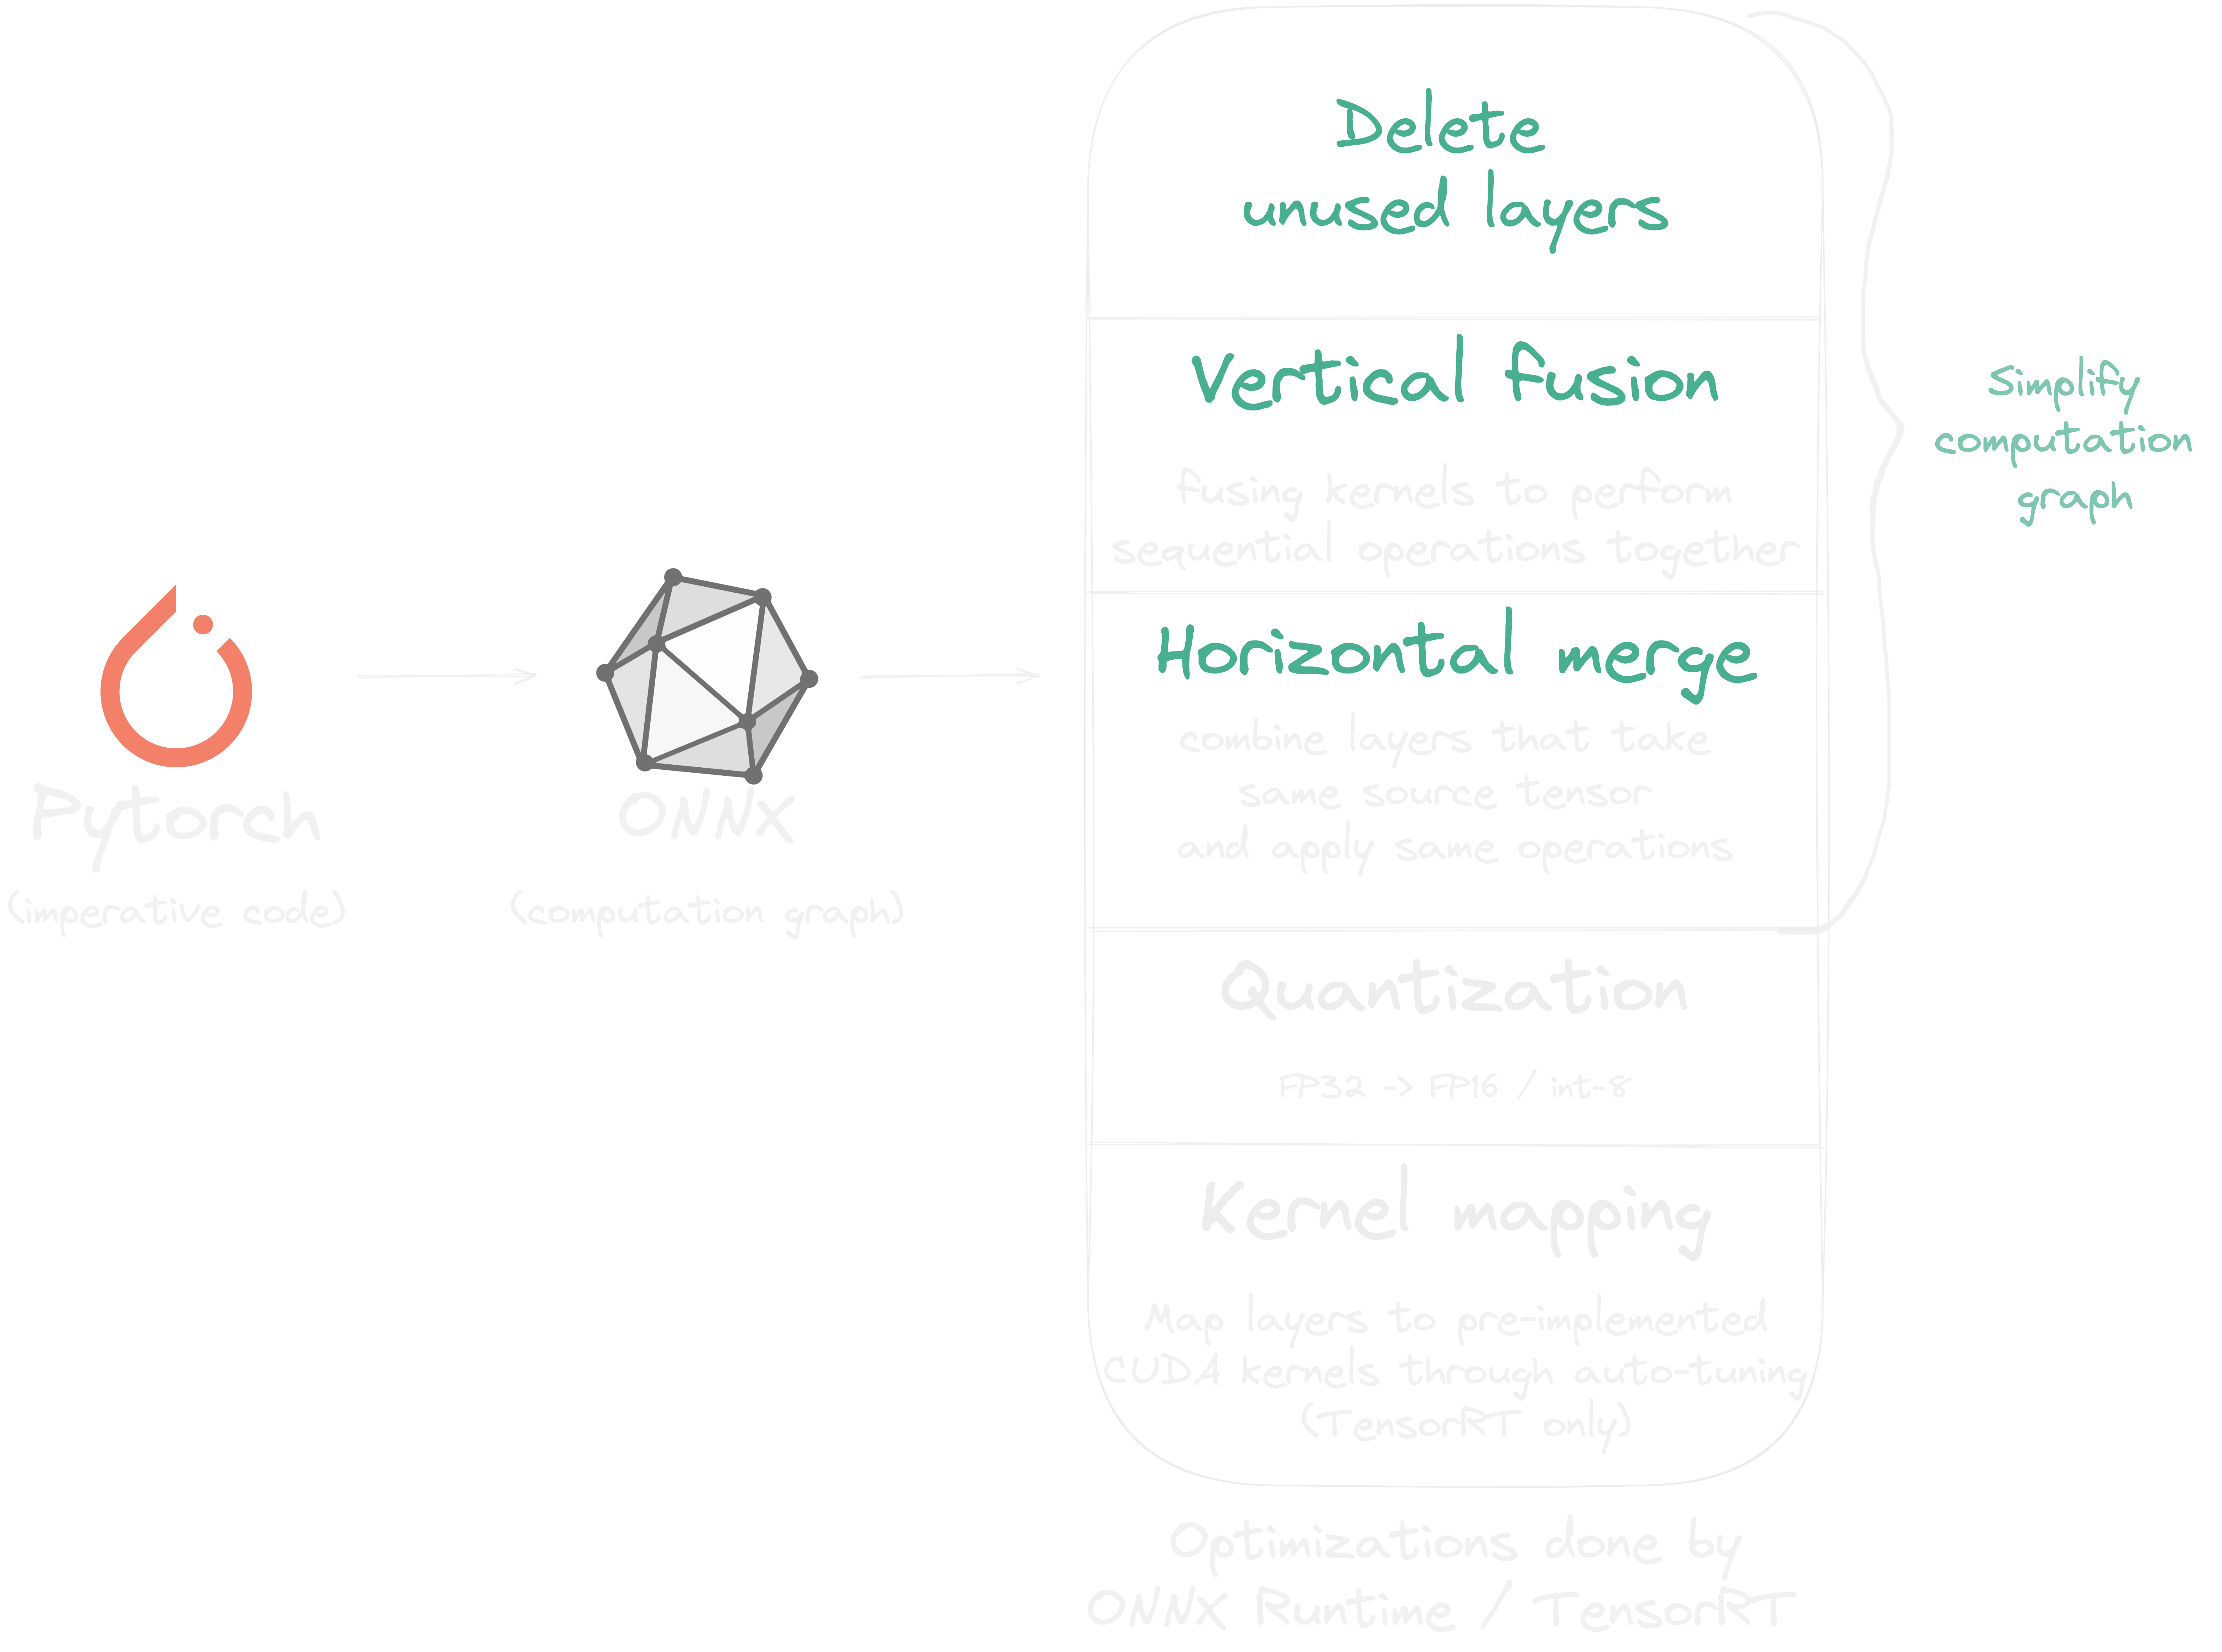 Delete
unused layers
Vertical fusion
fusing kernels to perform
sequential operations together
Simplify
computation
graph
Horizontal merge
combine layers that take
same source tensor
and apply same operations
Pytorch
(imperative code)
ONNX
(computation graph)
Quantization
FP32 -> FP16 / int-8
Kernel mapping
Map layers to pre-implemented
CUDA kernels through auto-tuning
(TensorRT only)
Optimizations done by
ONNX Runtime / TensorRT